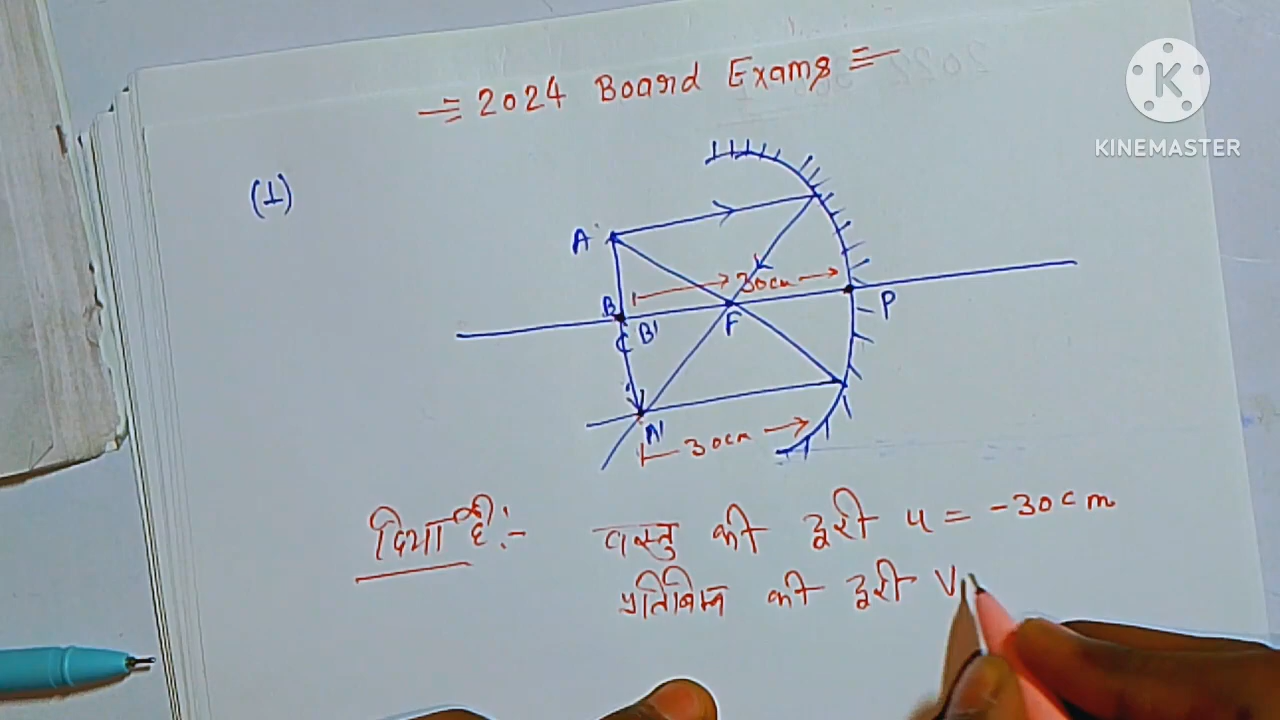 2024 Board Exams
K
KINEMASTER
(1)
A
30cm
B
C B' F P
A'
30cm
दिया है:- वस्तु की दूरी u = -30cm
प्रतिबिम्ब की दूरी V